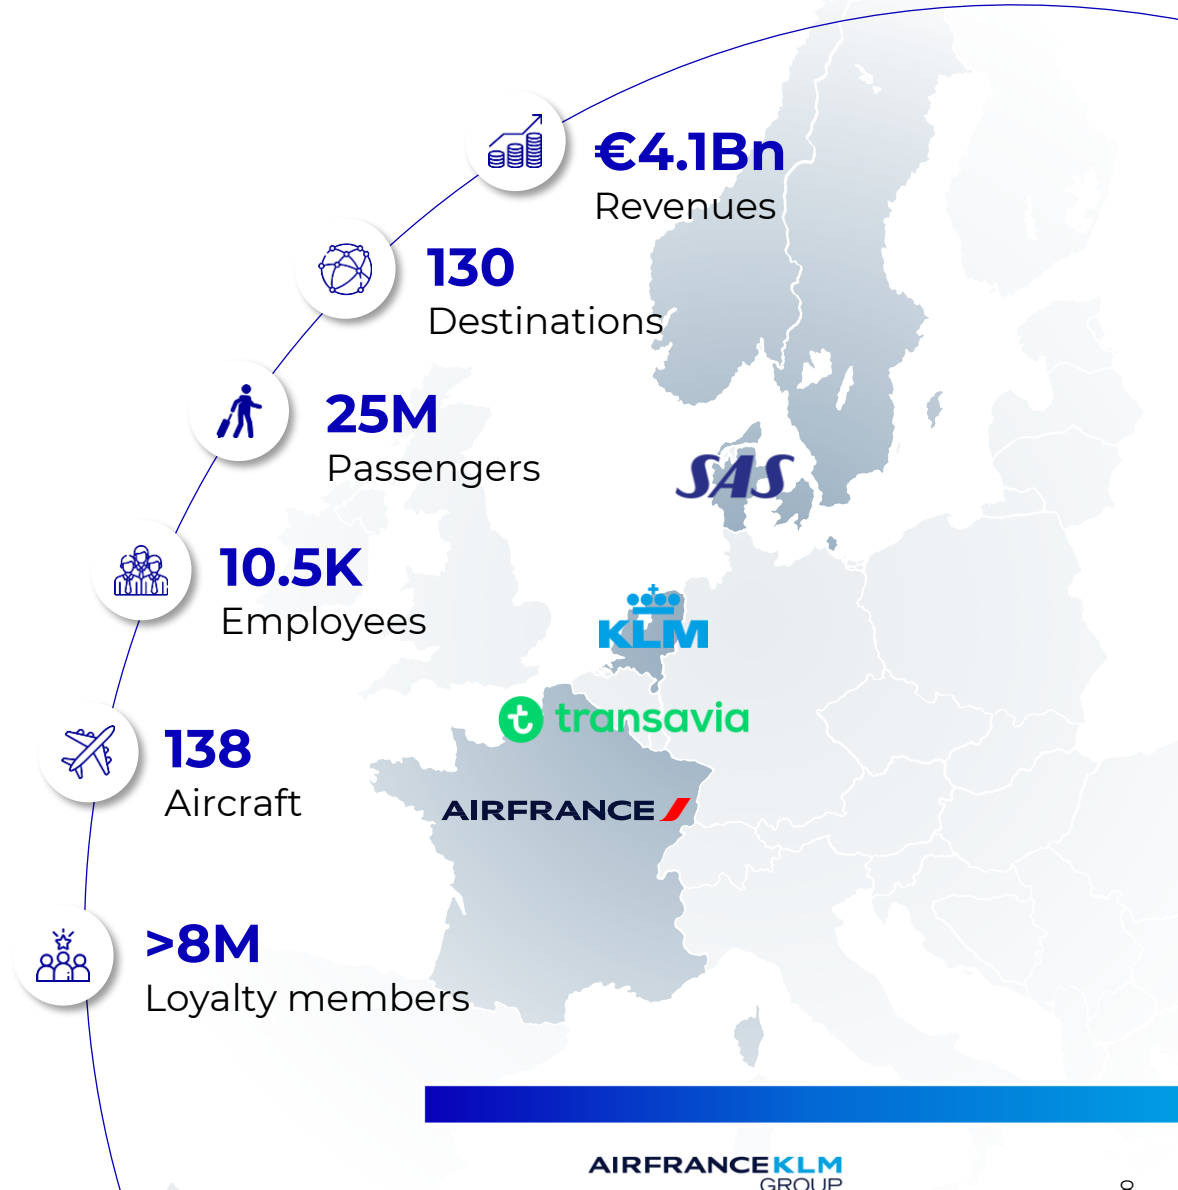 €4.1Bn
Revenues
130
Destinations
25M
Passengers
SAS
10.5K
Employees
KLM
transavia
138
Aircraft
AIRFRANCE
>8M
Loyalty members
AIRFRANCEKLM
GROUP